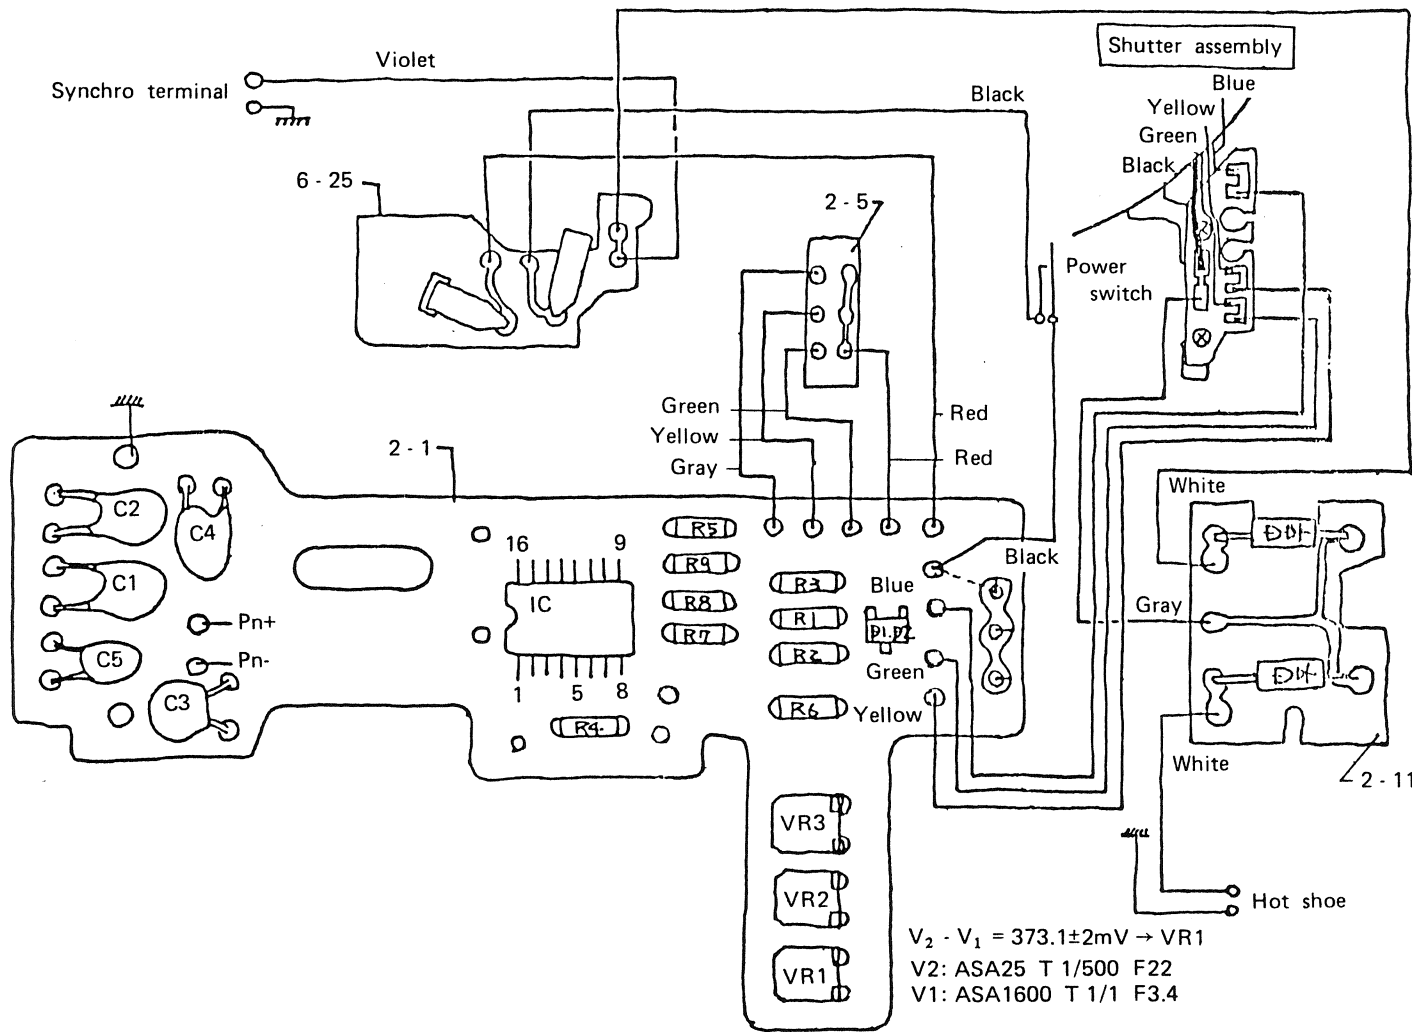 Shutter assembly
Violet
Synchro terminal
Blue
Yellow
Green
Black
Black
6 - 25
2 - 5
Power
switch
Green
Yellow
Gray
Red
Red
2 - 1
White
C2
C4
C1
C5
C3
Pn+
Pn-
16
9
IC
1
5
8
R5
R9
R8
R7
R4
R3
R1
R2
R6
Blue
D1.D2
Green
Yellow
Black
Gray
White
2 - 11
VR3
VR2
VR1
Hot shoe
V₂ - V₁ = 373.1±2mV → VR1
V2: ASA25 T 1/500 F22
V1: ASA1600 T 1/1 F3.4